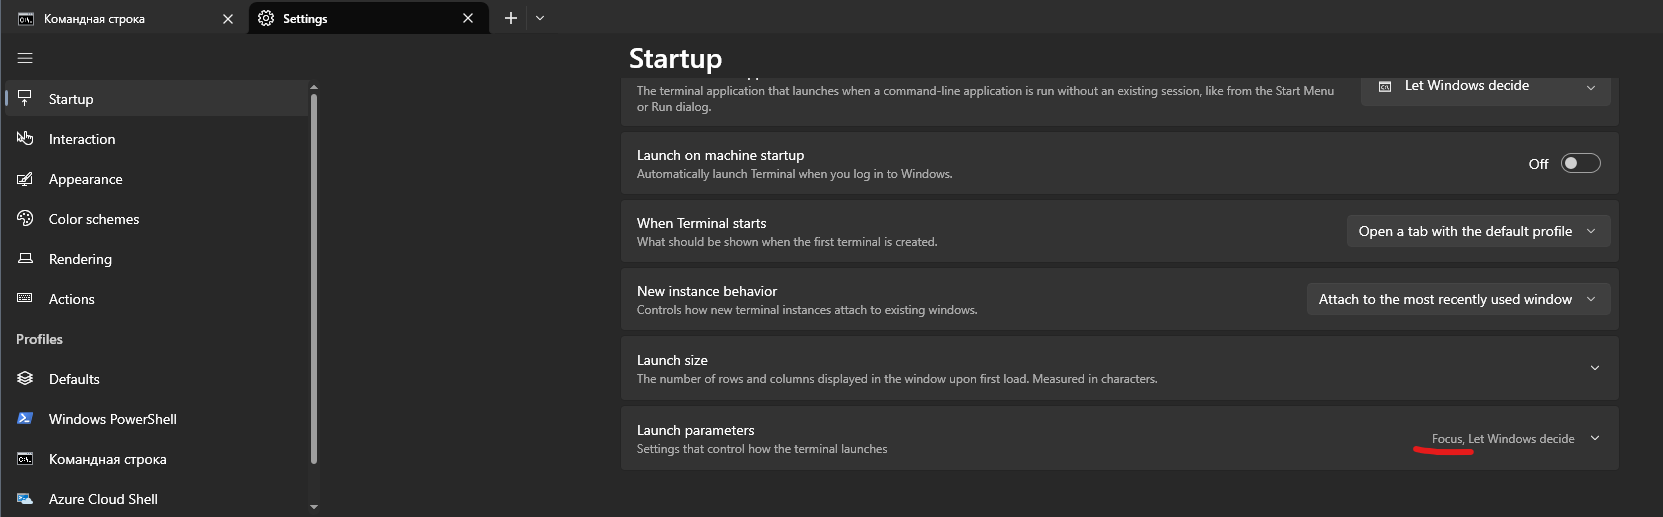 Командная строка
Settings
Startup
Interaction
Appearance
Color schemes
Rendering
Actions
Profiles
Defaults
Windows PowerShell
Командная строка
Azure Cloud Shell
Startup
The terminal application that launches when a command-line application is run without an existing session, like from the Start Menu
or Run dialog.
Let Windows decide
Launch on machine startup
Automatically launch Terminal when you log in to Windows.
Off
When Terminal starts
What should be shown when the first terminal is created.
Open a tab with the default profile
New instance behavior
Controls how new terminal instances attach to existing windows.
Attach to the most recently used window
Launch size
The number of rows and columns displayed in the window upon first load. Measured in characters.
Launch parameters
Settings that control how the terminal launches
Focus, Let Windows decide